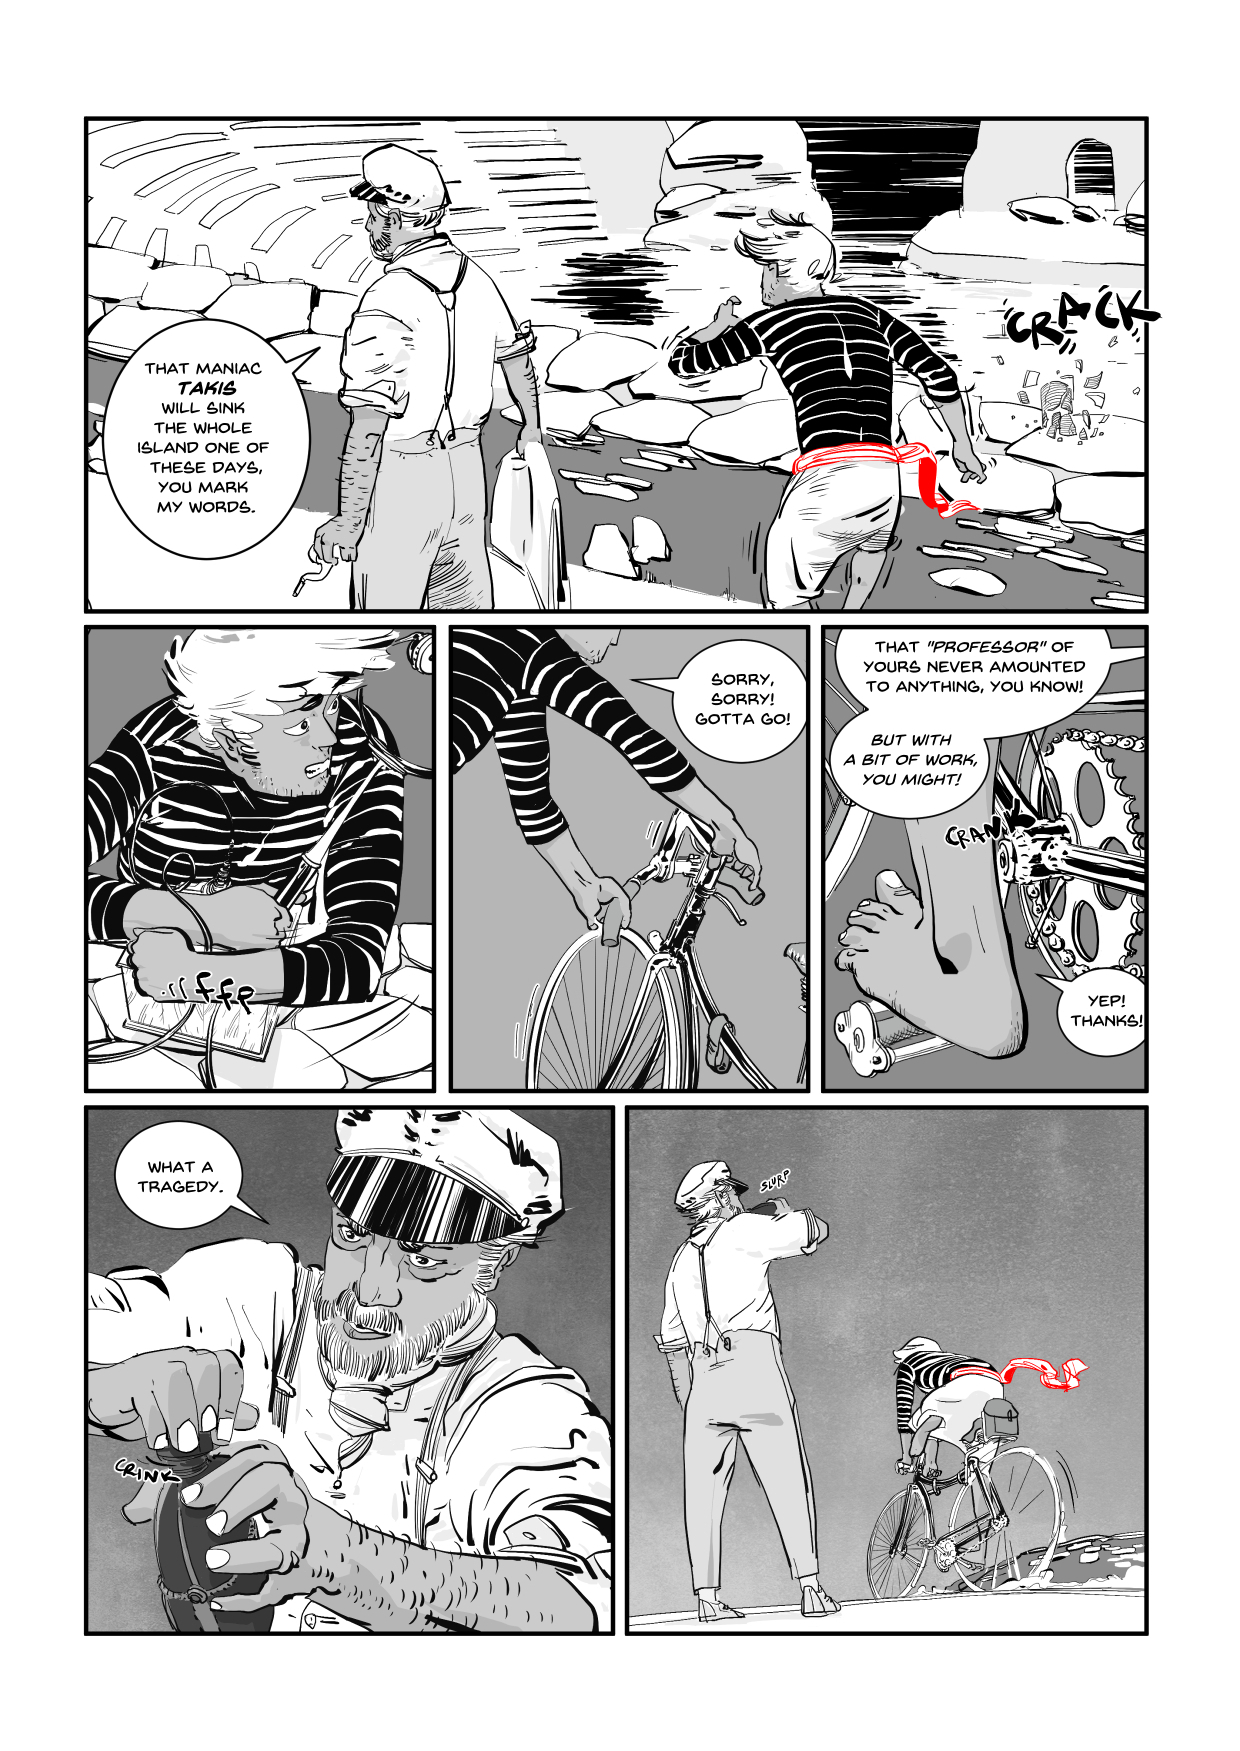 THAT MANIAC
TAKIS
WILL SINK
THE WHOLE
ISLAND ONE OF
THESE DAYS,
YOU MARK
MY WORDS.
CRACK
..rrffp
SORRY,
SORRY!
GOTTA GO!
THAT "PROFESSOR" OF
YOURS NEVER AMOUNTED
TO ANYTHING, YOU KNOW!
BUT WITH
A BIT OF WORK,
YOU MIGHT!
CRANK
YEP!
THANKS!
WHAT A
TRAGEDY.
CRINK
SLURP